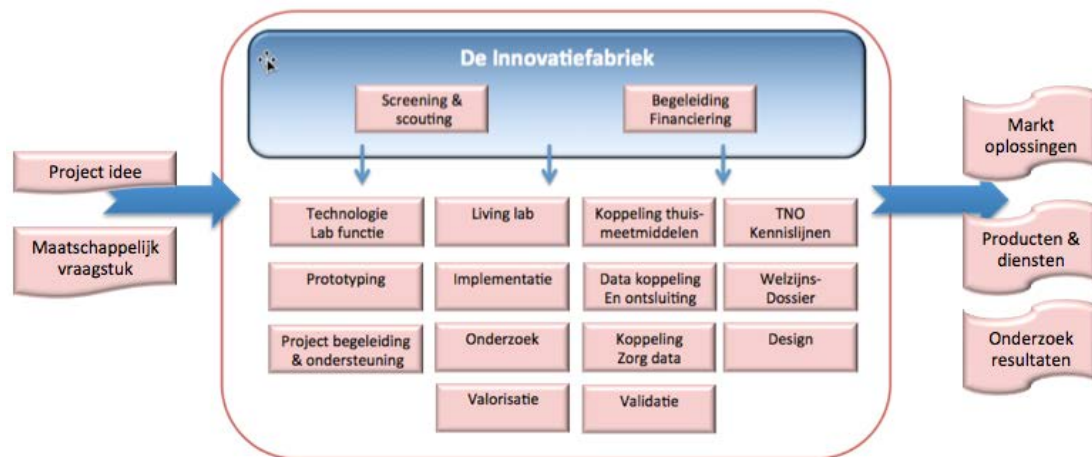 De Innovatiefabriek
Screening &
scouting
Begeleiding
Financiering
Project idee
Maatschappelijk
vraagstuk
Technologie
Lab functie
Living lab
Koppeling thuis-
meetmiddelen
TNO
Kennislijnen
Prototyping
Implementatie
Data koppeling
En ontsluiting
Welzijns-
Dossier
Project begeleiding
& ondersteuning
Onderzoek
Koppeling
Zorg data
Design
Valorisatie
Validatie
Markt
oplossingen
Producten &
diensten
Onderzoek
resultaten